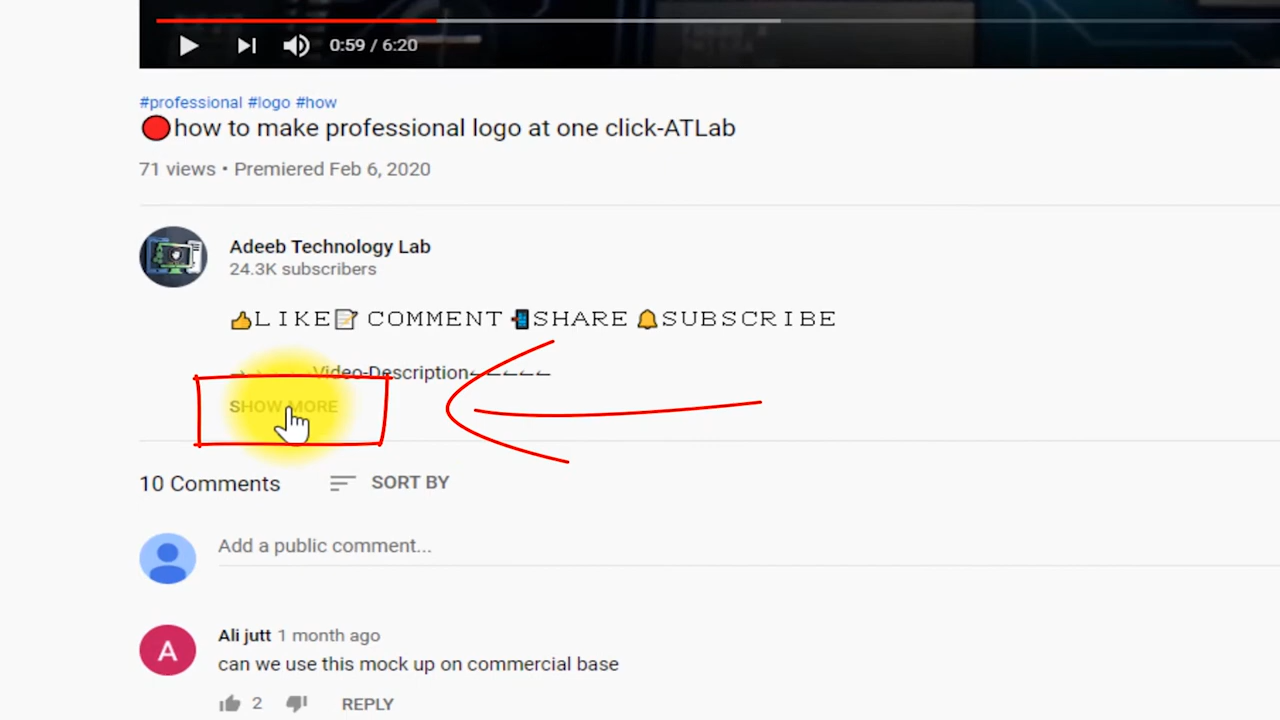 0:59 / 6:20
#professional #logo #how
🔴how to make professional logo at one click-ATLab
71 views • Premiered Feb 6, 2020
Adeeb Technology Lab
24.3K subscribers
👍LIKE📝 COMMENT 📲SHARE 🔔SUBSCRIBE
Video-Description←←←←←
SHOW MORE
10 Comments SORT BY
Add a public comment...
A
Ali jutt 1 month ago
can we use this mock up on commercial base
2 REPLY